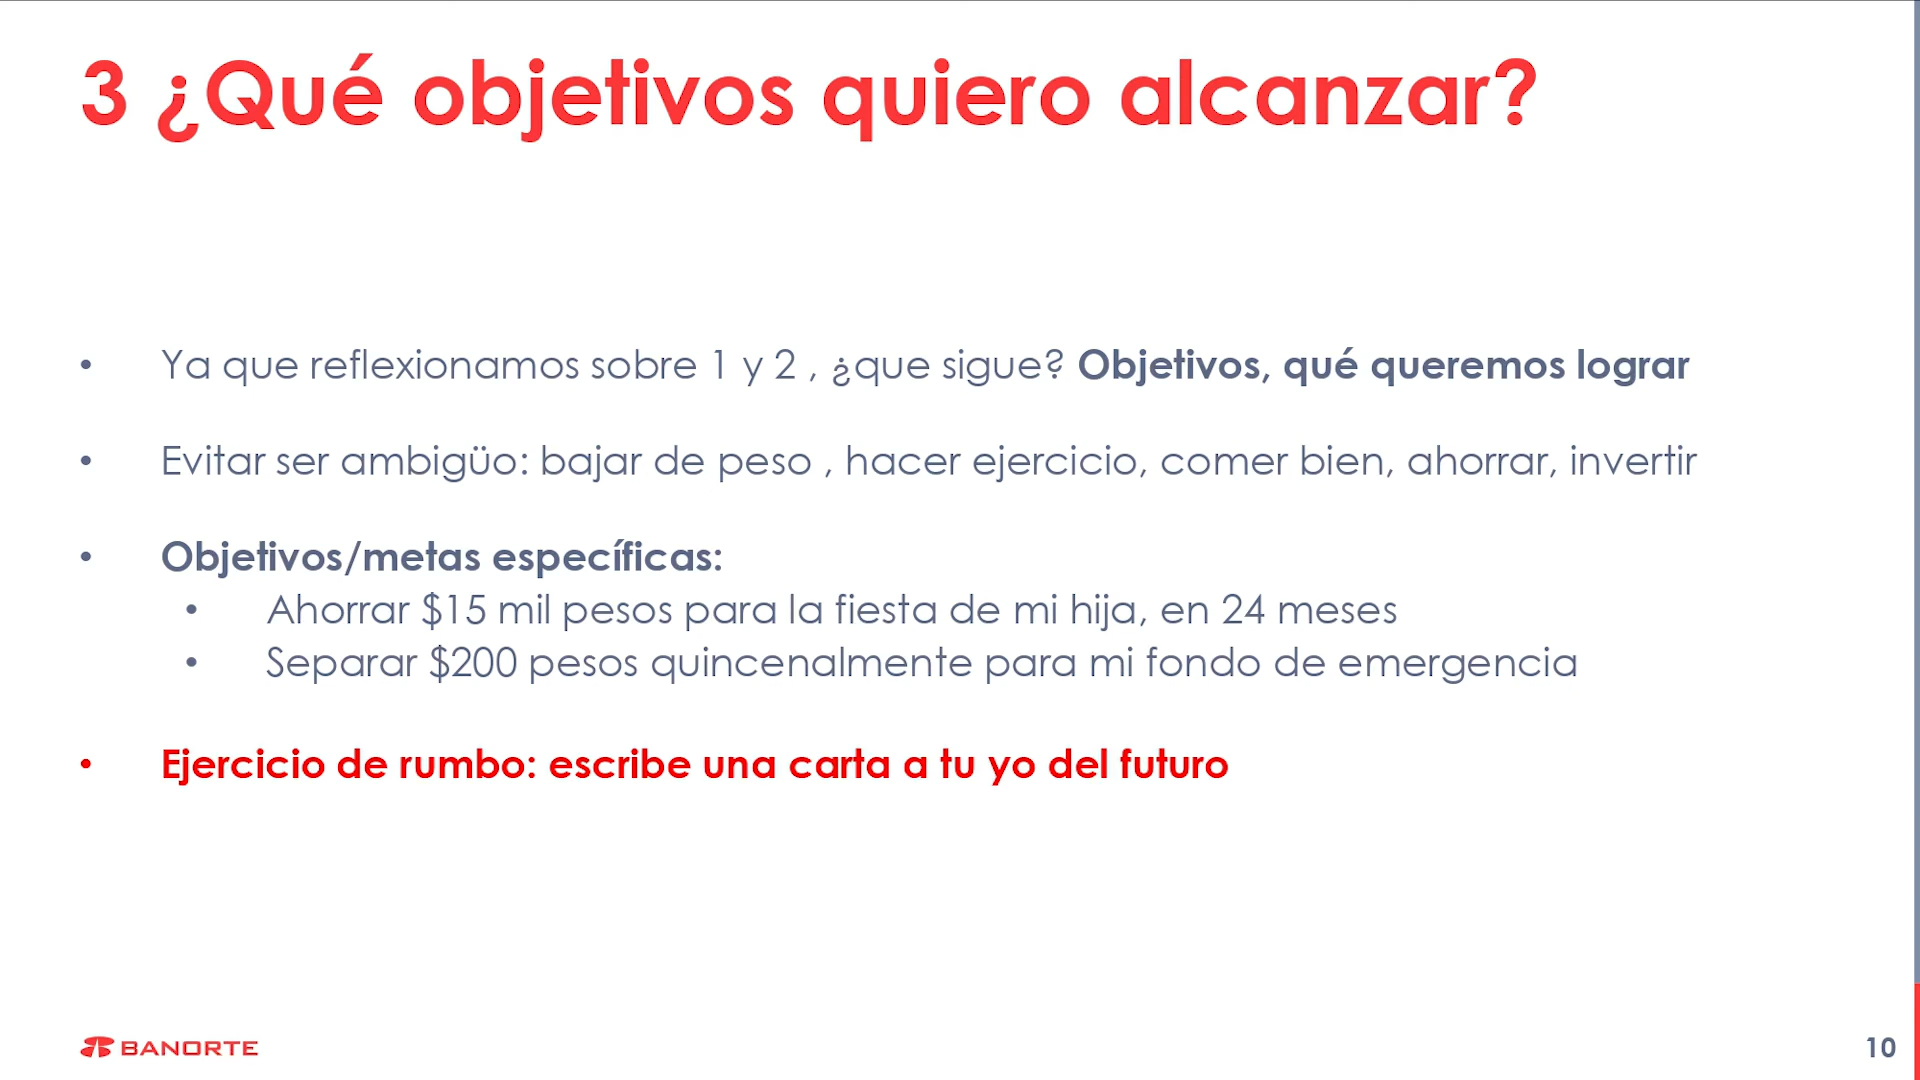 3 ¿Qué objetivos quiero alcanzar?
• Ya que reflexionamos sobre 1 y 2 , ¿que sigue? Objetivos, qué queremos lograr
• Evitar ser ambigüo: bajar de peso , hacer ejercicio, comer bien, ahorrar, invertir
• Objetivos/metas específicas:
• Ahorrar $15 mil pesos para la fiesta de mi hija, en 24 meses
• Separar $200 pesos quincenalmente para mi fondo de emergencia
• Ejercicio de rumbo: escribe una carta a tu yo del futuro
BANORTE
10